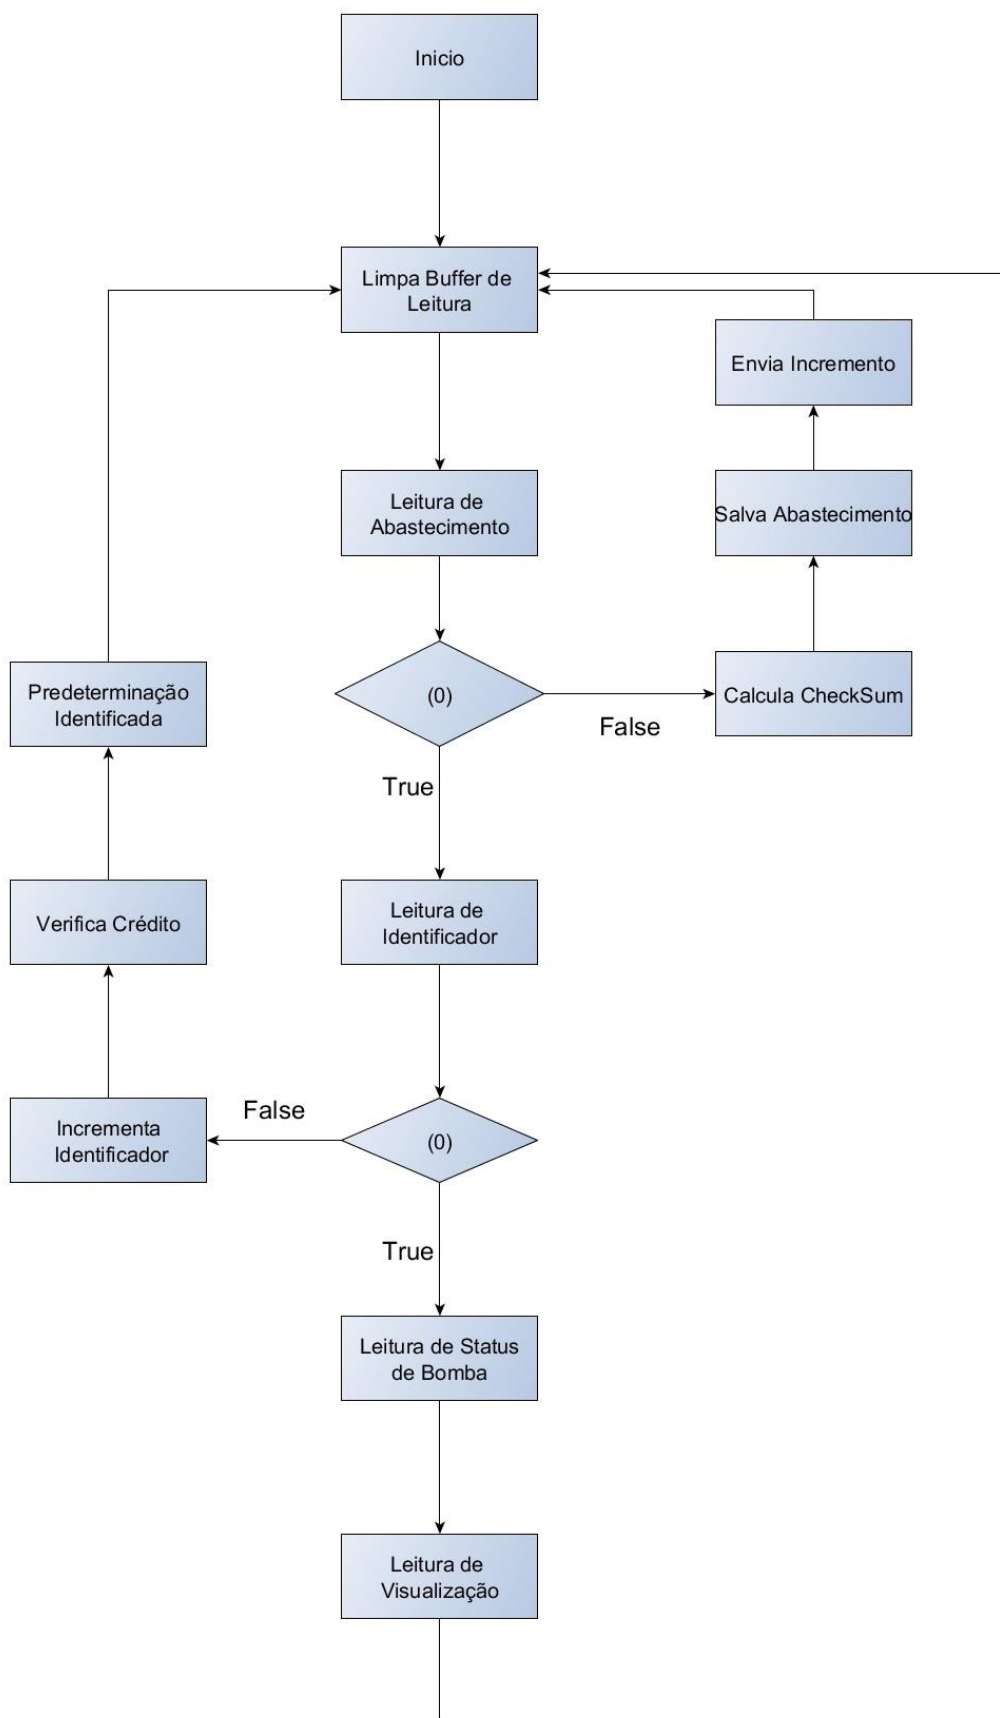 Inicio
Limpa Buffer de
Leitura
Envia Incremento
Leitura de
Abastecimento
Salva Abastecimento
Predeterminação
Identificada
(0)
False
Calcula CheckSum
True
Verifica Crédito
Leitura de
Identificador
Incrementa
Identificador
False
(0)
True
Leitura de Status
de Bomba
Leitura de
Visualização